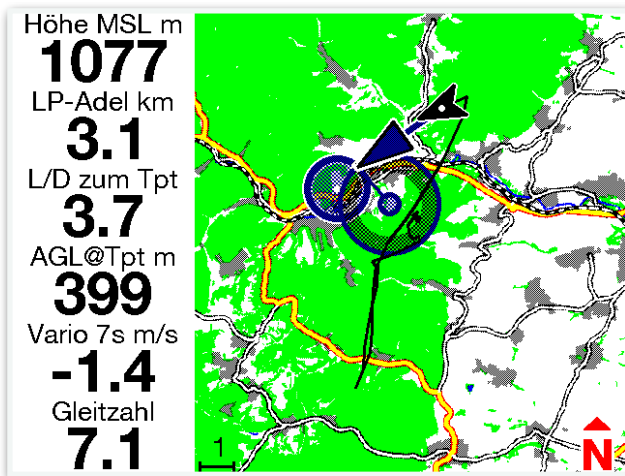 Höhe MSL m
1077
LP-Adel km
3.1
L/D zum Tpt
3.7
AGL@Tpt m
399
Vario 7s m/s
-1.4
Gleitzahl
7.1
1
N